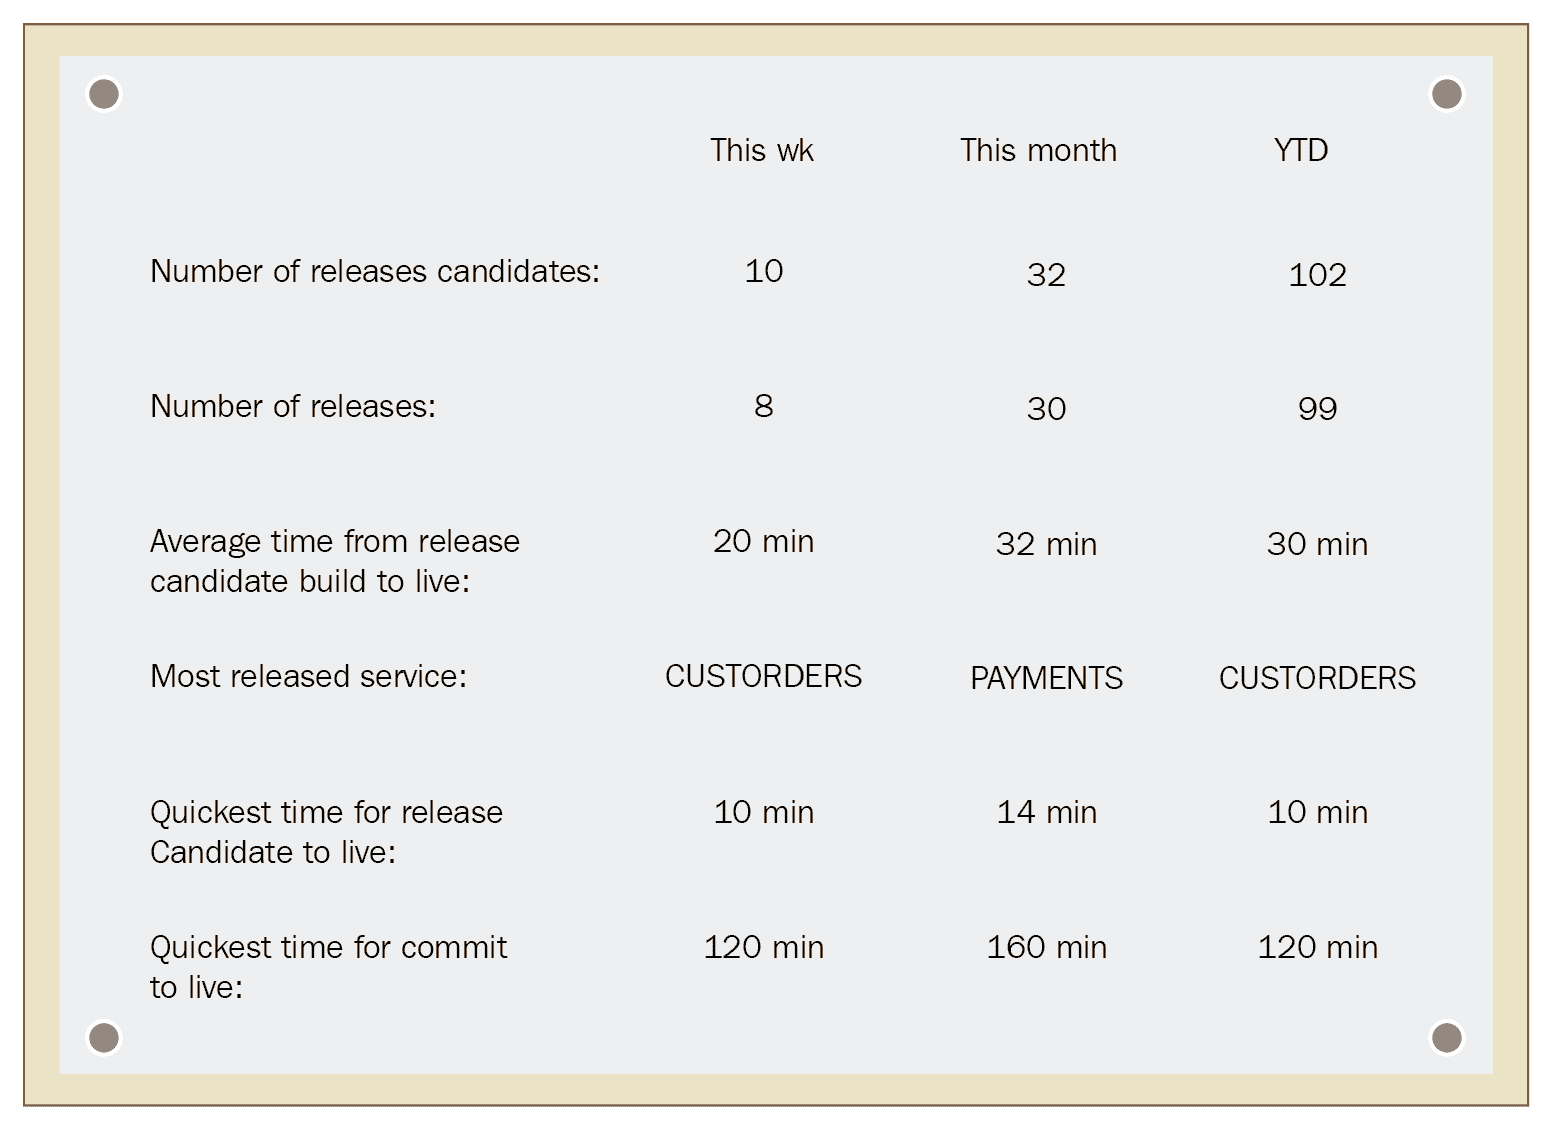 This wk This month YTD
Number of releases candidates: 10 32 102
Number of releases: 8 30 99
Average time from release 20 min 32 min 30 min
candidate build to live:
Most released service: CUSTORDERS PAYMENTS CUSTORDERS
Quickest time for release 10 min 14 min 10 min
Candidate to live:
Quickest time for commit 120 min 160 min 120 min
to live: